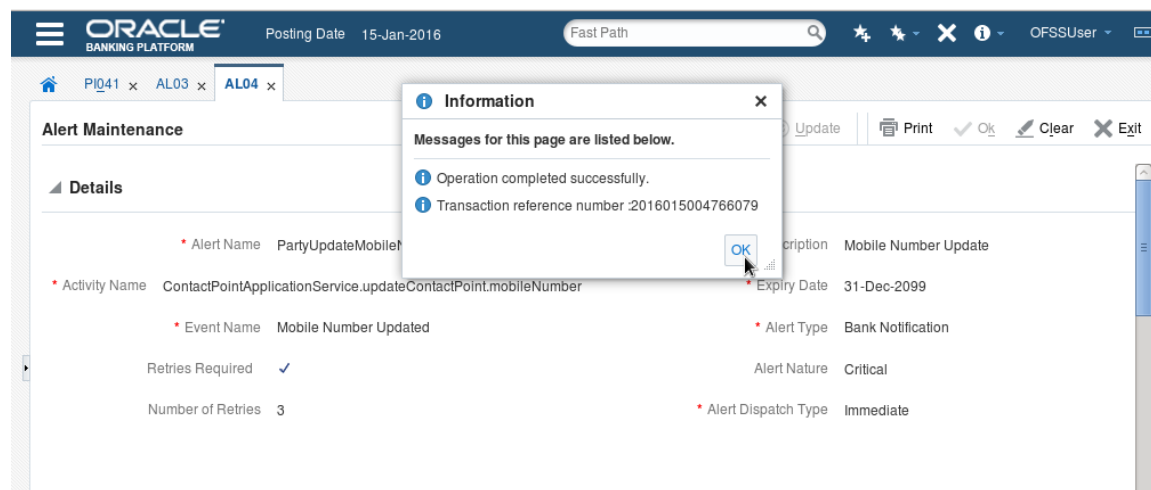 ORACLE
BANKING PLATFORM
Posting Date 15-Jan-2016
Fast Path
OFSSUser
PI041 x AL03 x AL04 x
Alert Maintenance
Update Print Ok Clear Exit
Information
Messages for this page are listed below.
Operation completed successfully.
Transaction reference number :2016015004766079
OK
Details
* Alert Name PartyUpdateMobileN
cription Mobile Number Update
* Activity Name ContactPointApplicationService.updateContactPoint.mobileNumber
* Expiry Date 31-Dec-2099
* Event Name Mobile Number Updated
* Alert Type Bank Notification
Retries Required ✓
Alert Nature Critical
Number of Retries 3
* Alert Dispatch Type Immediate